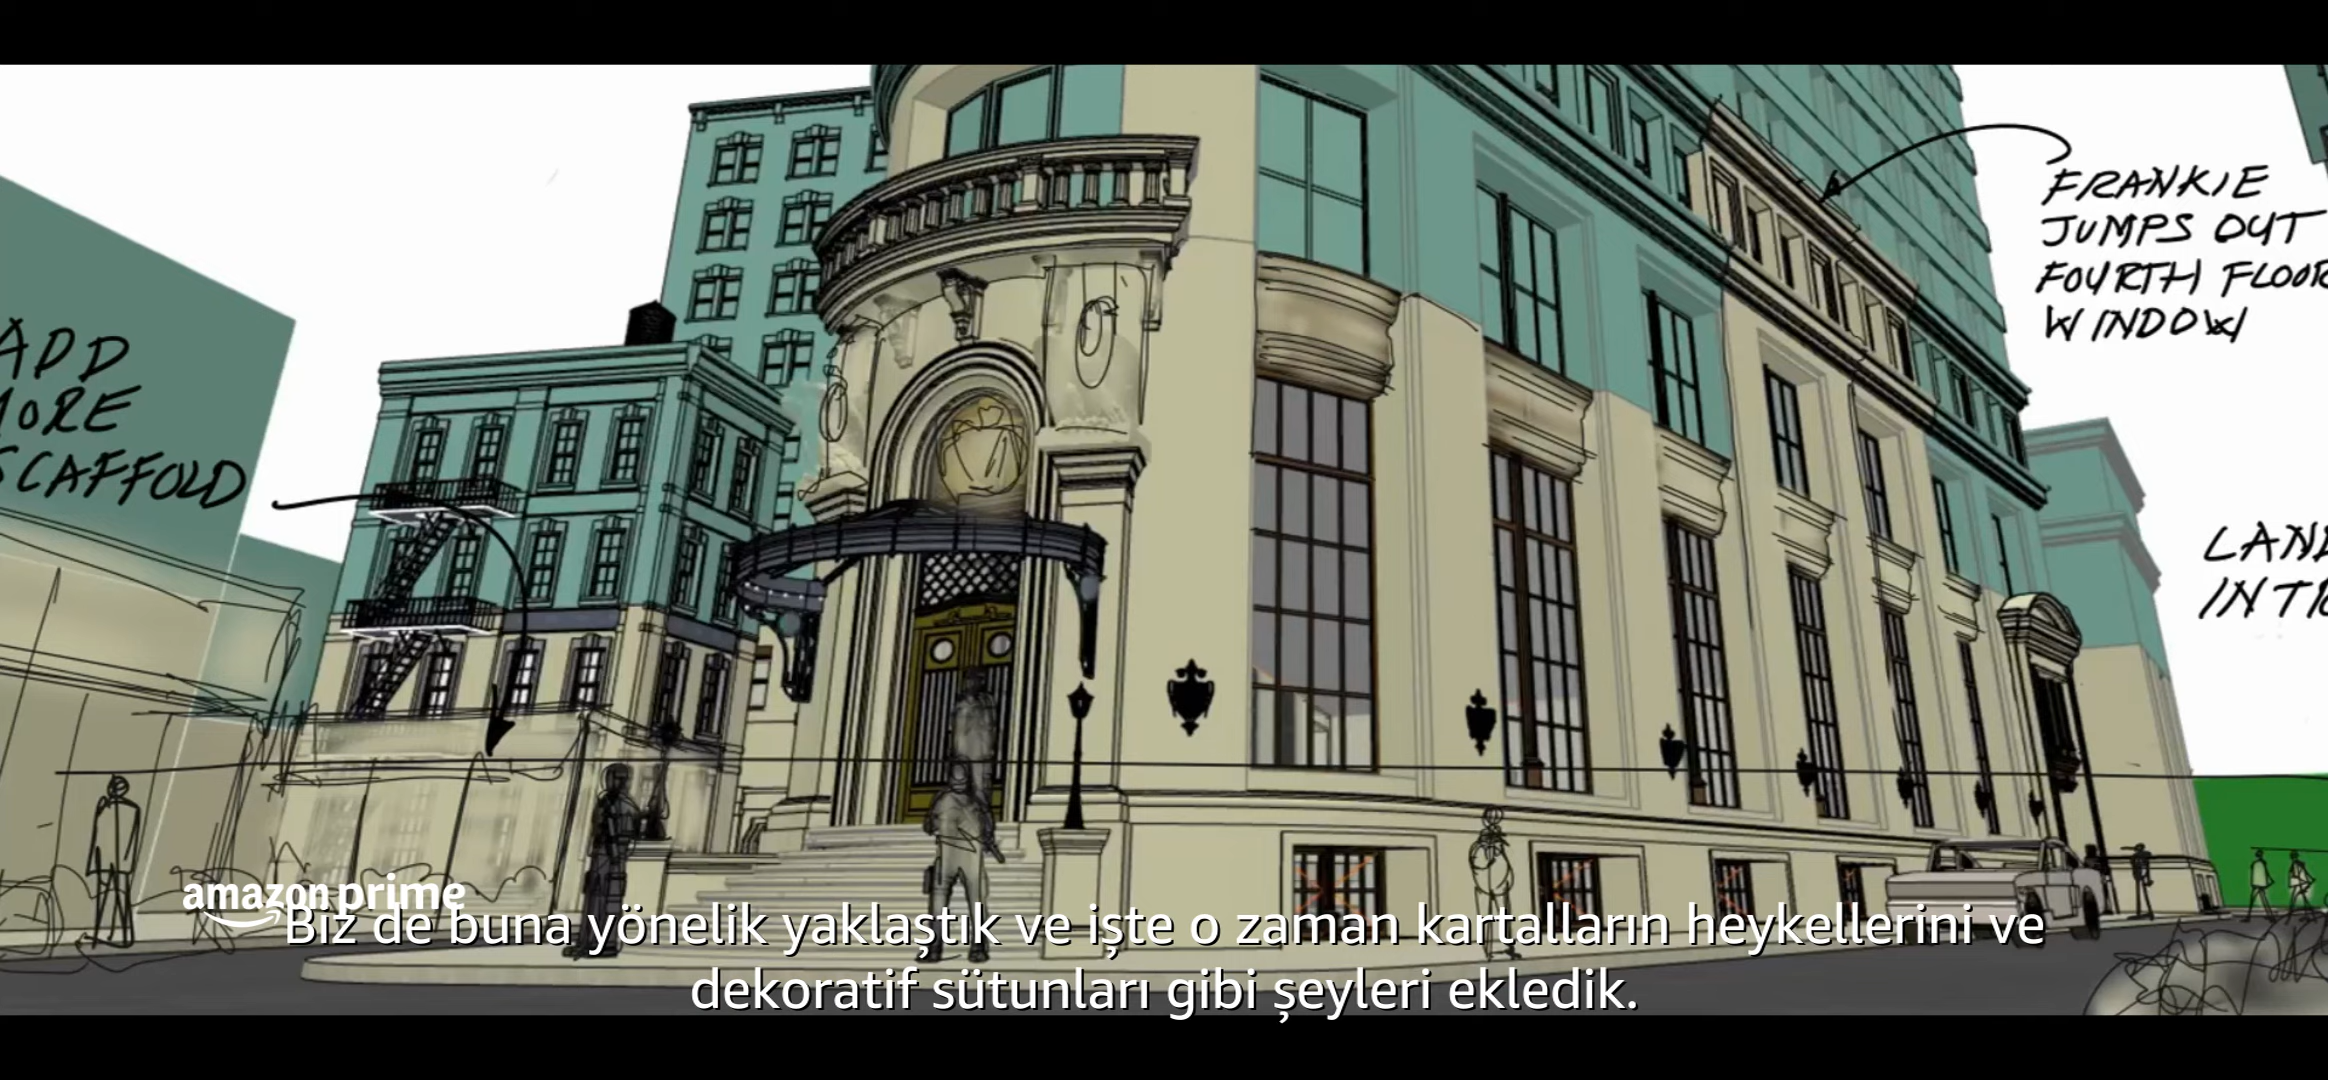 FRANKIE
JUMPS OUT
FOURTH FLOOR
WINDOW
ADD
MORE
SCAFFOLD
amazon prime
Biz de buna yönelik yaklaştık ve işte o zaman kartalların heykellerini ve
dekoratif sütunları gibi şeyleri ekledik.